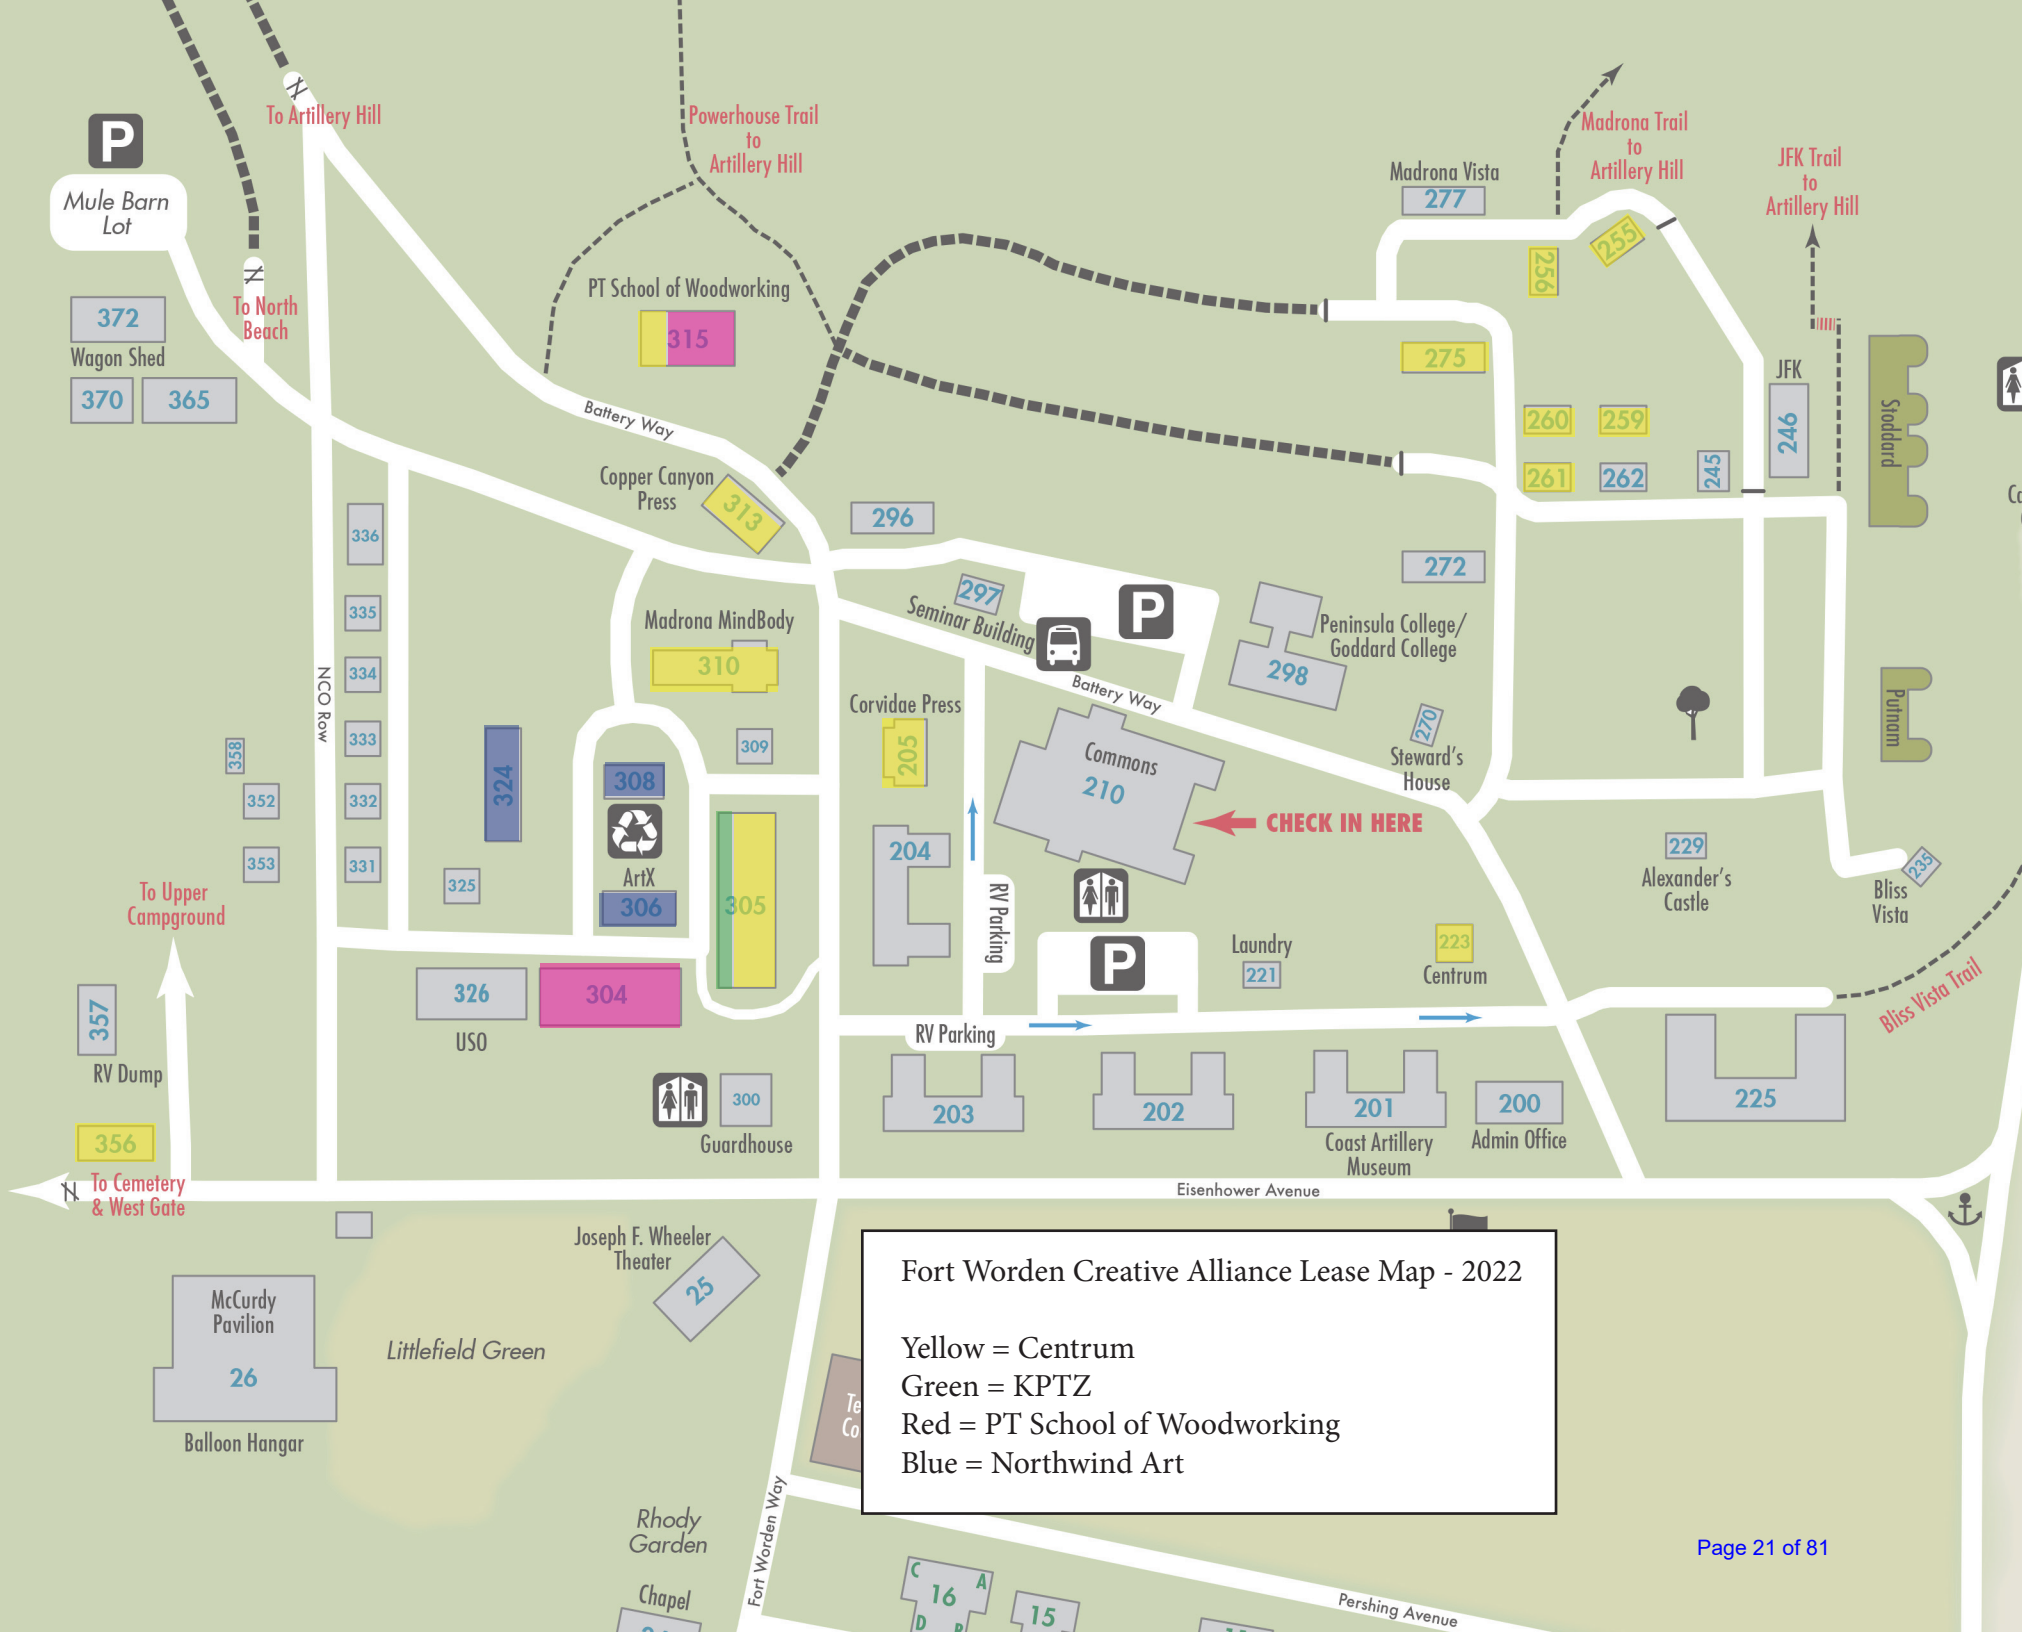 To Artillery Hill
P
Mule Barn
Lot
Powerhouse Trail
to
Artillery Hill
Madrona Trail
to
Artillery Hill
JFK Trail
to
Artillery Hill
Madrona Vista
277
255
256
To North
Beach
372
Wagon Shed
370
365
PT School of Woodworking
315
Battery Way
275
JFK
246
Stoddard
260
259
261
262
245
Copper Canyon
Press
313
296
336
272
297
Seminar Building
P
Peninsula College/
Goddard College
298
335
Madrona MindBody
310
334
NCO Row
Battery Way
Corvidae Press
205
270
Steward's
House
Putnam
333
358
309
324
308
Commons
210
352
332
CHECK IN HERE
353
331
325
ArtX
306
305
204
229
Alexander's
Castle
235
Bliss
Vista
To Upper
Campground
RV Parking
P
Laundry
221
223
Centrum
Bliss Vista Trail
357
RV Dump
326
USO
304
RV Parking
300
Guardhouse
203
202
201
Coast Artillery
Museum
200
Admin Office
225
356
To Cemetery
& West Gate
Eisenhower Avenue
Joseph F. Wheeler
Theater
25
McCurdy
Pavilion
26
Balloon Hangar
Littlefield Green
Fort Worden Creative Alliance Lease Map - 2022
Yellow = Centrum
Green = KPTZ
Red = PT School of Woodworking
Blue = Northwind Art
Te
Co
Fort Worden Way
Rhody
Garden
Page 21 of 81
Chapel
C
A
16
D
15
Pershing Avenue